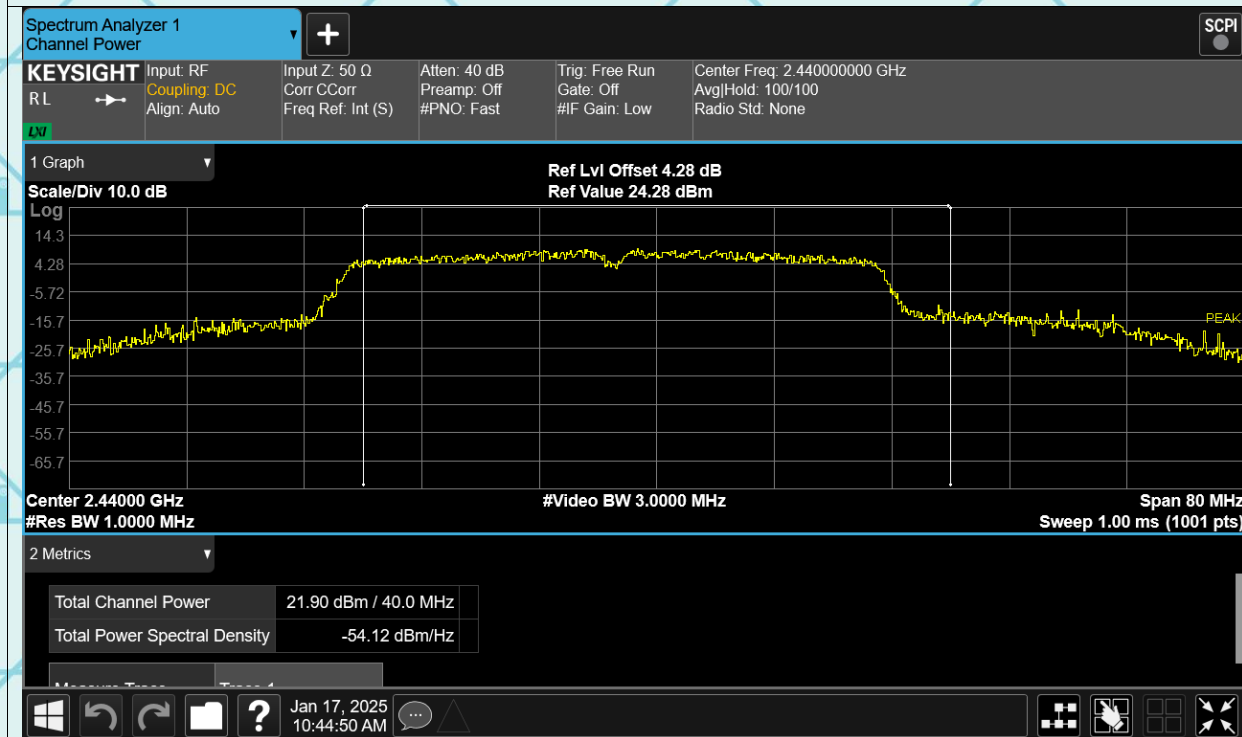 Spectrum Analyzer 1
Channel Power
SCPI
KEYSIGHT
RL
LXI
Input: RF
Coupling: DC
Align: Auto
Input Z: 50 Ω
Corr CCorr
Freq Ref: Int (S)
Atten: 40 dB
Preamp: Off
#PNO: Fast
Trig: Free Run
Gate: Off
#IF Gain: Low
Center Freq: 2.440000000 GHz
Avg|Hold: 100/100
Radio Std: None
1 Graph
Scale/Div 10.0 dB
Ref Lvl Offset 4.28 dB
Ref Value 24.28 dBm
Log
14.3
4.28
-5.72
-15.7
-25.7
-35.7
-45.7
-55.7
-65.7
PEAK
Center 2.44000 GHz
#Res BW 1.0000 MHz
#Video BW 3.0000 MHz
Span 80 MHz
Sweep 1.00 ms (1001 pts)
2 Metrics
Total Channel Power 21.90 dBm / 40.0 MHz
Total Power Spectral Density -54.12 dBm/Hz
Measure Trace Trace 1
Jan 17, 2025
10:44:50 AM